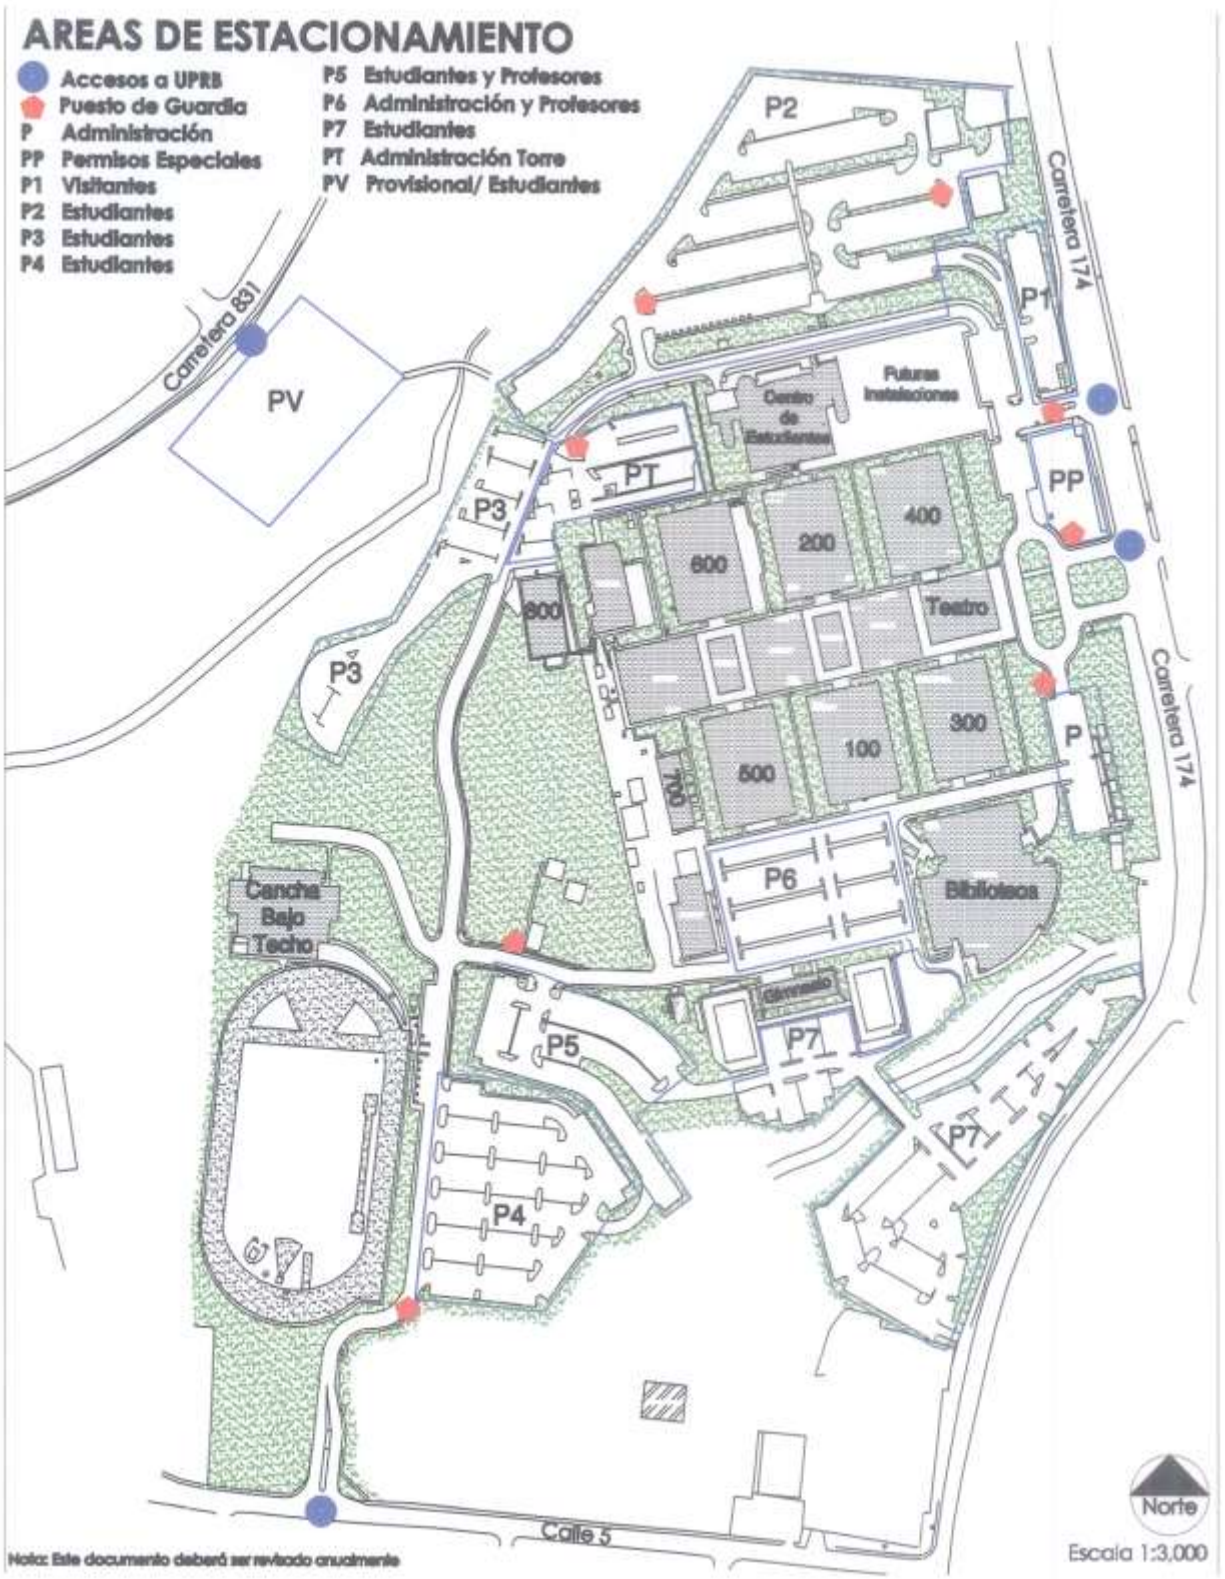 AREAS DE ESTACIONAMIENTO
Accesos a UPRB
Puesto de Guardia
P Administración
PP Permisos Especiales
P1 Visitantes
P2 Estudiantes
P3 Estudiantes
P4 Estudiantes
P5 Estudiantes y Profesores
P6 Administración y Profesores
P7 Estudiantes
PT Administración Torre
PV Provisional/ Estudiantes
P2
Carretera 174
Carretera 831
P1
PV
Futuras
Instalaciones
Centro
de
Estudiantes
PT
PP
P3
400
200
600
800
Teatro
P3
Carretera 174
300
P
100
500
700
P6
Biblioteca
Cancha
Bajo
Techo
Gimnasio
P7
P5
P7
P4
Norte
Calle 5
Nota: Este documento deberá ser revisado anualmente
Escala 1:3,000